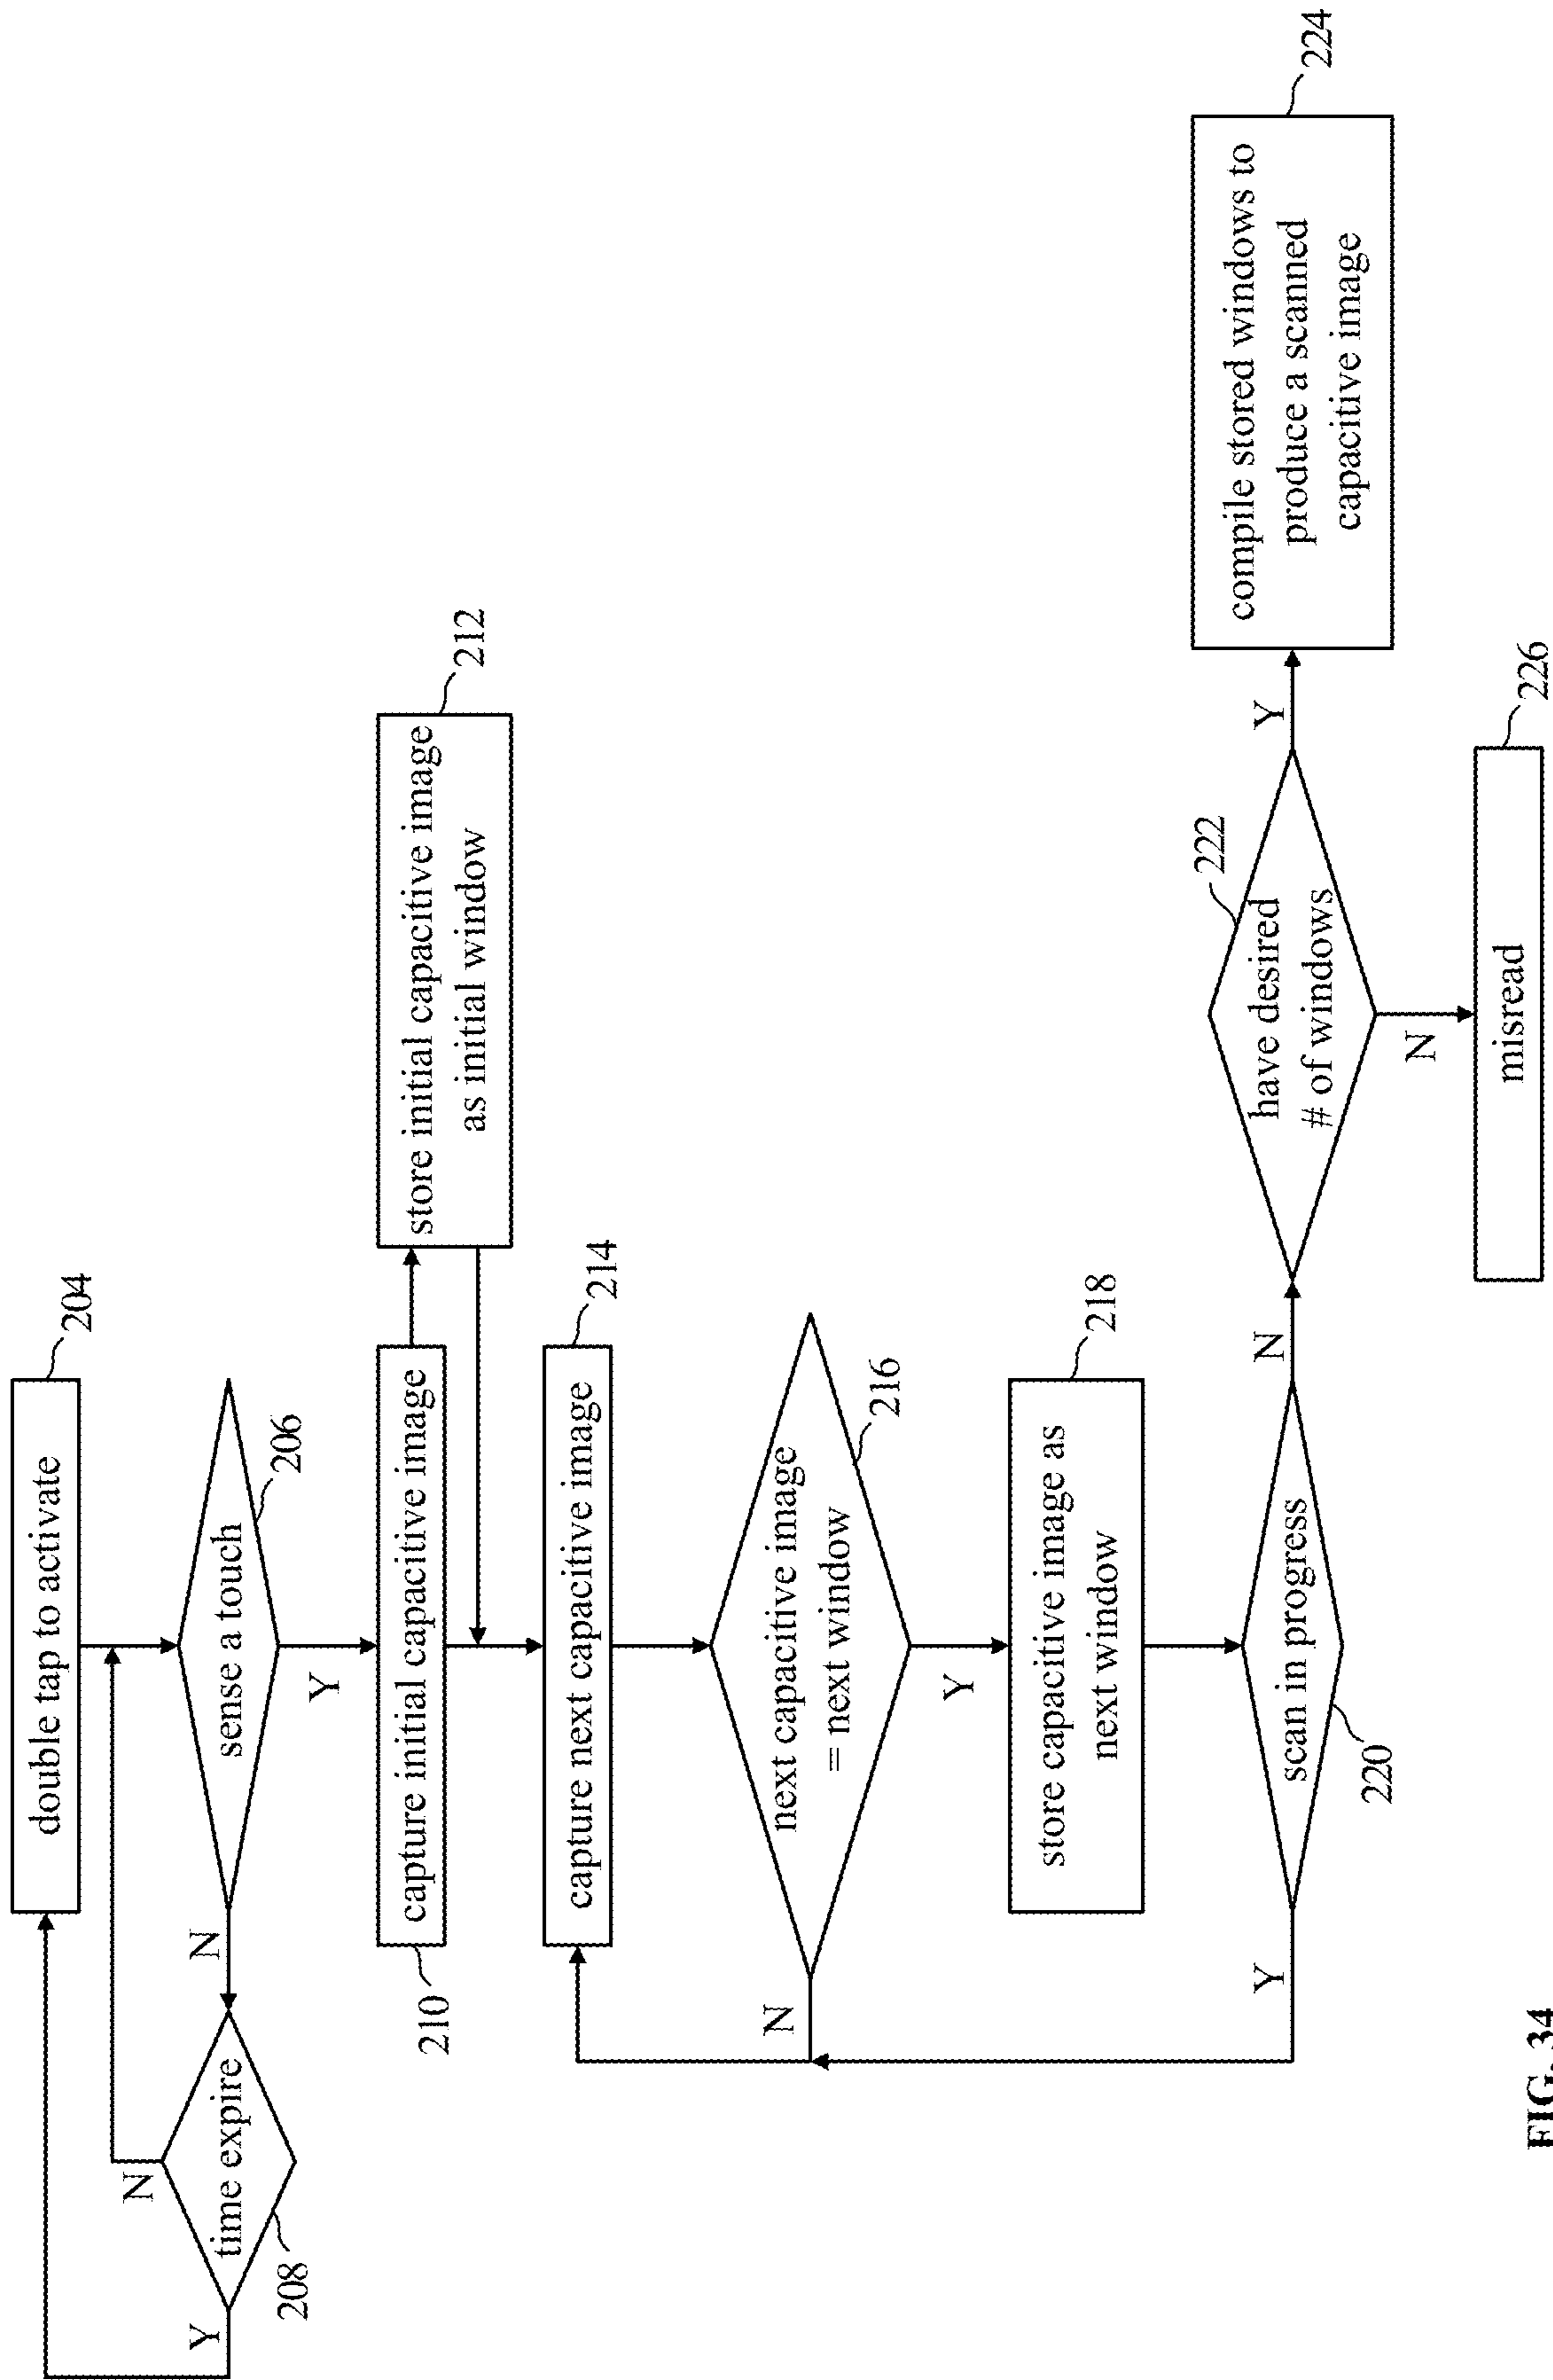 double tap to activate
204
sense a touch
206
N
Y
time expire
208
N
Y
capture initial capacitive image
210
store initial capacitive image
as initial window
212
capture next capacitive image
214
next capacitive image
= next window
216
N
Y
store capacitive image as
next window
218
scan in progress
220
Y
N
have desired
# of windows
222
Y
N
compile stored windows to
produce a scanned
capacitive image
224
misread
226
FIG. 34